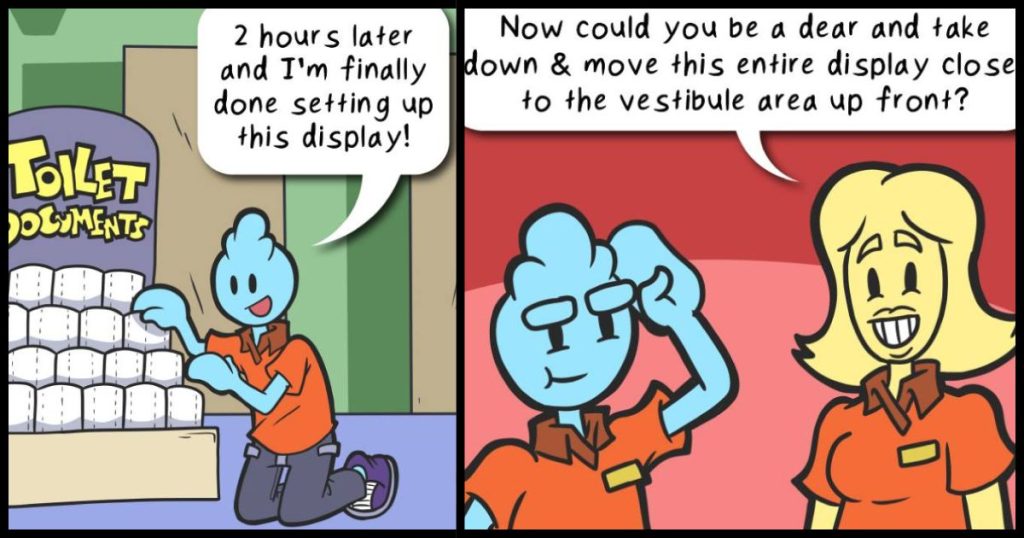 2 hours later
and I'm finally
done setting up
this display!
TOILET
DOCUMENTS
Now could you be a dear and take
down & move this entire display close
to the vestibule area up front?